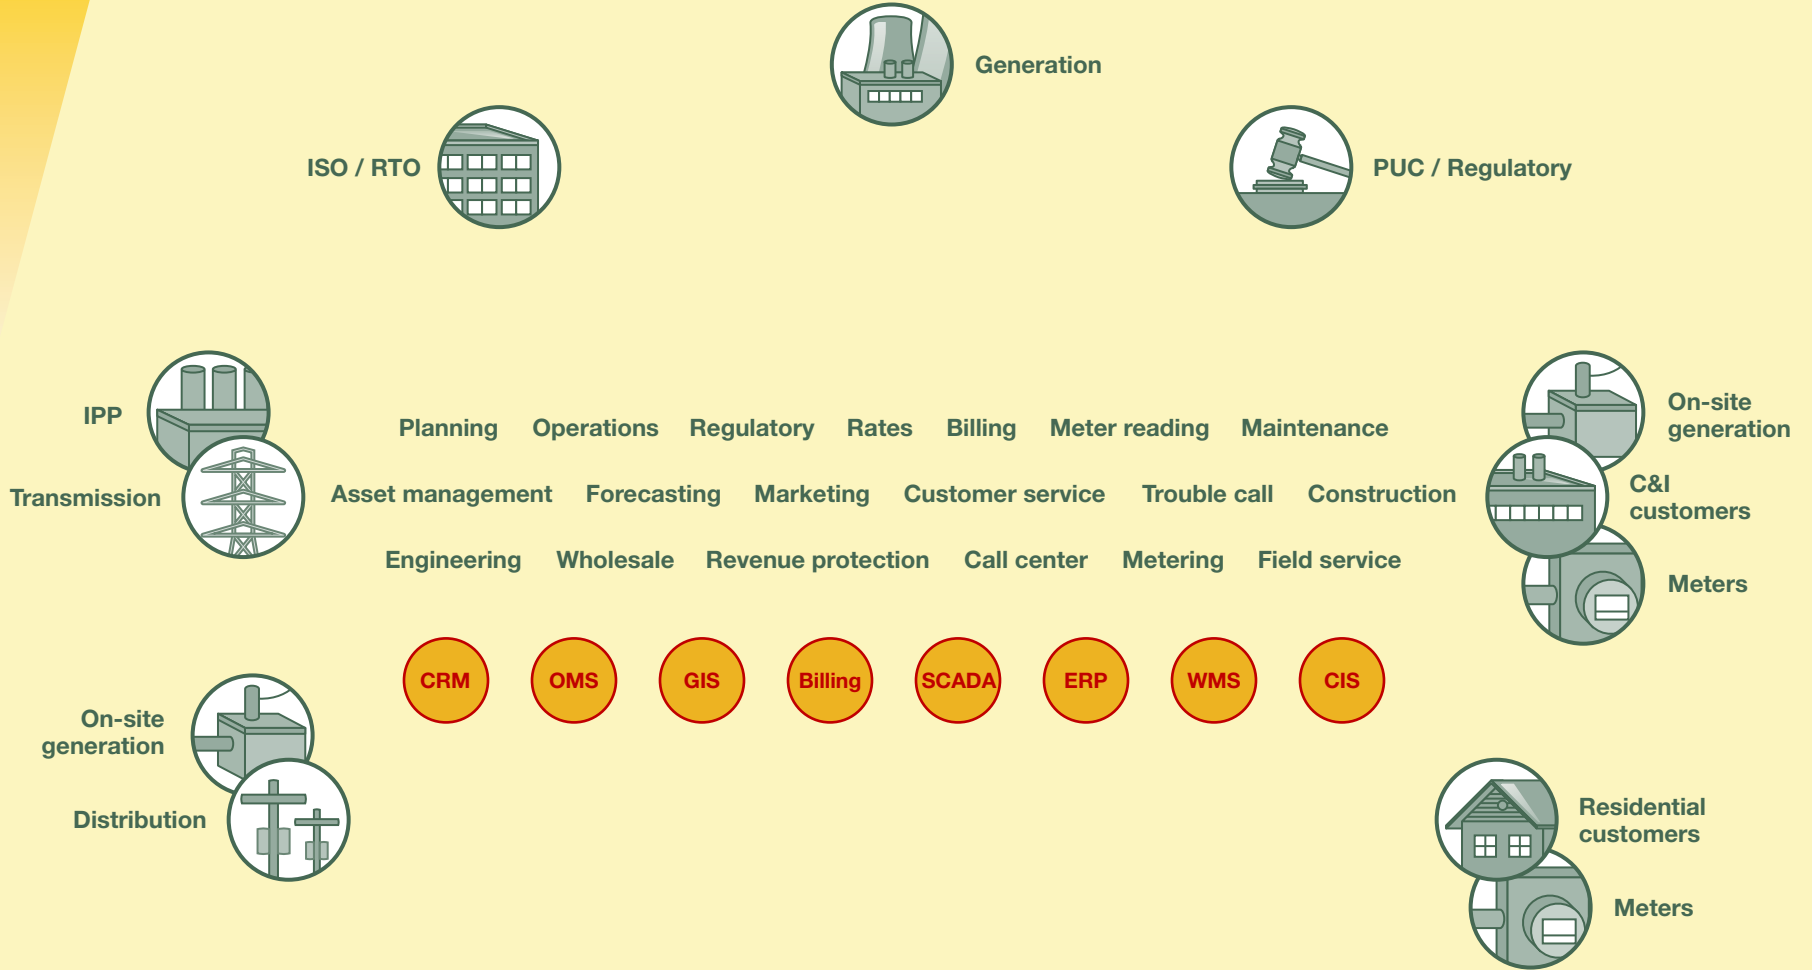 Generation
ISO / RTO
PUC / Regulatory
IPP
On-site
generation
Planning Operations Regulatory Rates Billing Meter reading Maintenance
Transmission
Asset management Forecasting Marketing Customer service Trouble call Construction
C&I
customers
Engineering Wholesale Revenue protection Call center Metering Field service
Meters
CRM OMS GIS Billing SCADA ERP WMS CIS
On-site
generation
Distribution
Residential
customers
Meters